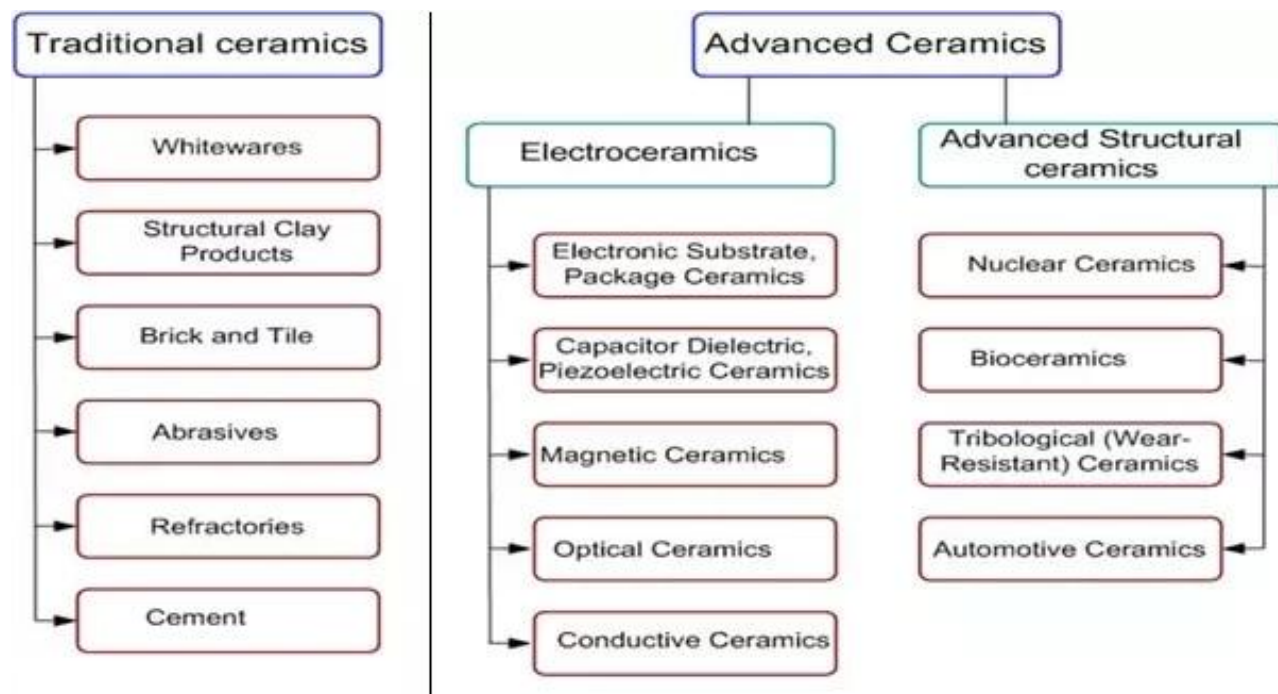 Traditional ceramics
Whitewares
Structural Clay
Products
Brick and Tile
Abrasives
Refractories
Cement
Advanced Ceramics
Electroceramics
Electronic Substrate,
Package Ceramics
Capacitor Dielectric,
Piezoelectric Ceramics
Magnetic Ceramics
Optical Ceramics
Conductive Ceramics
Advanced Structural
ceramics
Nuclear Ceramics
Bioceramics
Tribological (Wear-
Resistant) Ceramics
Automotive Ceramics